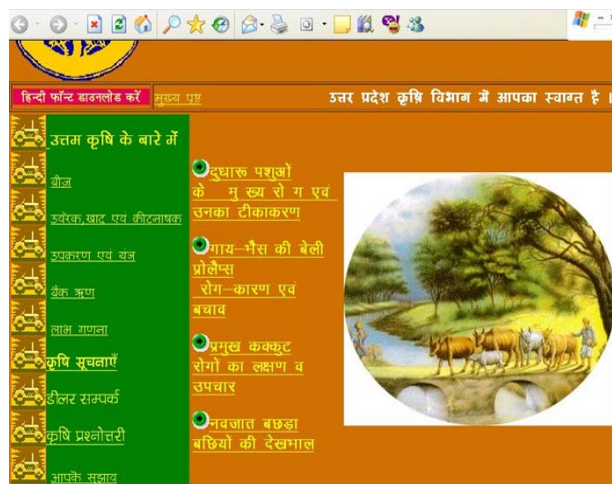 हिन्दी फॉन्ट डाउनलोड करें
मुख्य पृष्ट
उत्तर प्रदेश कृषि विभाग में आपका स्वागत है ।
उत्तम कृषि के बारे में
बीज
उर्वरक,खाद एवं कीटनाषक
उपकरण एवं यंत्र
बैंक ऋण
लाभ गणना
कृषि सूचनाएँ
डीलर सम्पर्क
कृषि प्रश्नोत्तरी
आपके सुझाव
दुधारू पशुओं
के मु ख्य रो ग एवं
उनका टीकाकरण
गाय–भैस की बेली
प्रोलैप्स
रोग–कारण एवं
बचाव
प्रमुख कक्कुट
रोगों का लक्षण व
उपचार
नवजात बछड़ा
बछियों की देखभाल